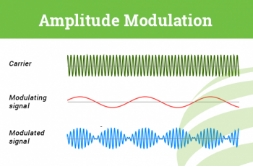 Amplitude Modulation
Carrier
Modulating
signal
Modulated
signal